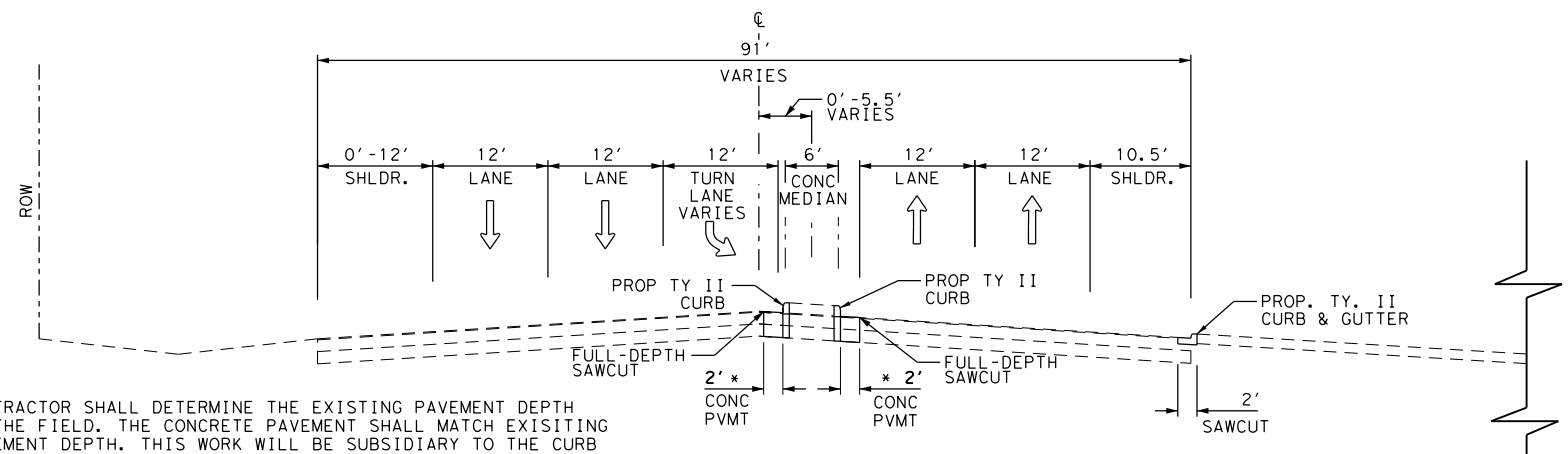 ℄
91'
VARIES
0'-5.5'
VARIES
0'-12' 12' 12' 12' 6' 12' 12' 10.5'
SHLDR. LANE LANE TURN CONC LANE LANE SHLDR.
LANE MEDIAN
VARIES
ROW
PROP TY II
CURB
PROP TY II
CURB
PROP. TY. II
CURB & GUTTER
FULL-DEPTH
SAWCUT
FULL-DEPTH
SAWCUT
2' *
CONC
PVMT
* 2'
CONC
PVMT
2'
SAWCUT
SHALL DETERMINE THE EXISTING PAVEMENT DEPTH
FIELD. THE CONCRETE PAVEMENT SHALL MATCH EXISITING
DEPTH. THIS WORK WILL BE SUBSIDIARY TO THE CURB